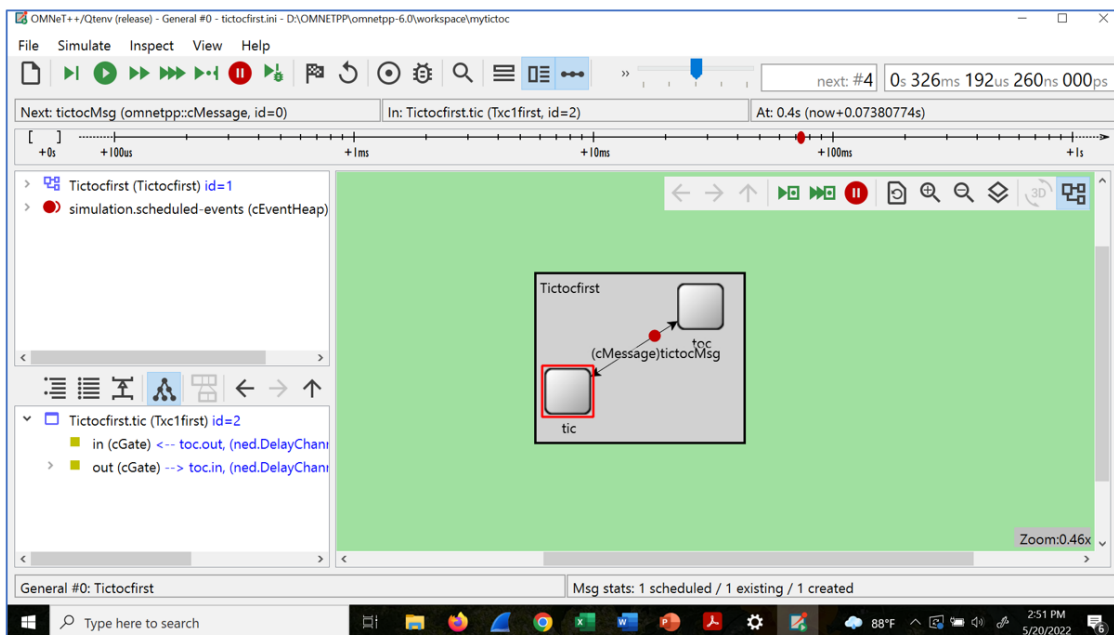 OMNeT++/Qtenv (release) - General #0 - tictocfirst.ini - D:\OMNETPP\omnetpp-6.0\workspace\mytictoc
File Simulate Inspect View Help
» next: #4 0s 326ms 192us 260ns 000ps
Next: tictocMsg (omnetpp::cMessage, id=0) In: Tictocfirst.tic (Txc1first, id=2) At: 0.4s (now+0.07380774s)
[ ]
+0s +100us +1ms +10ms +100ms +1s
Tictocfirst (Tictocfirst) id=1
simulation.scheduled-events (cEventHeap)
3D
Tictocfirst
toc
(cMessage)tictocMsg
tic
Tictocfirst.tic (Txc1first) id=2
in (cGate) <-- toc.out, (ned.DelayChann
out (cGate) --> toc.in, (ned.DelayChann
Zoom:0.46x
General #0: Tictocfirst Msg stats: 1 scheduled / 1 existing / 1 created
Type here to search 88°F 2:51 PM
5/20/2022 6